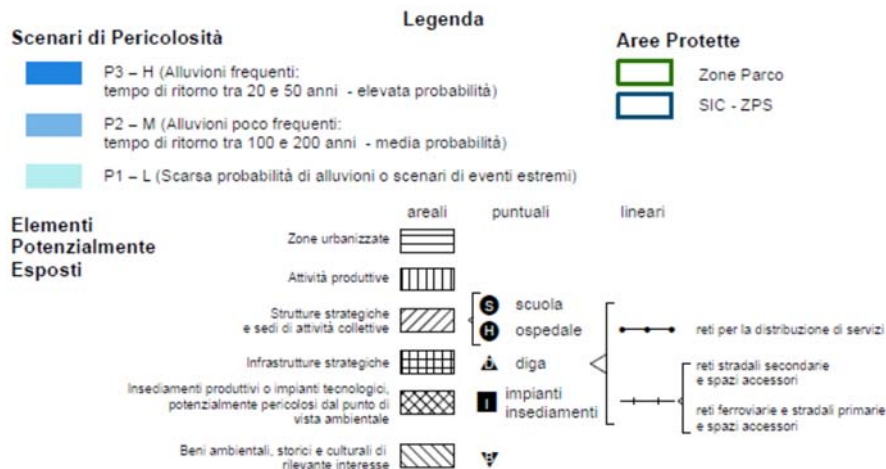 Legenda
Scenari di Pericolosità
P3 – H (Alluvioni frequenti:
tempo di ritorno tra 20 e 50 anni - elevata probabilità)
P2 – M (Alluvioni poco frequenti:
tempo di ritorno tra 100 e 200 anni - media probabilità)
P1 – L (Scarsa probabilità di alluvioni o scenari di eventi estremi)
Aree Protette
Zone Parco
SIC - ZPS
Elementi
Potenzialmente
Esposti
areali
puntuali
lineari
Zone urbanizzate
Attività produttive
Strutture strategiche
e sedi di attività collettive
S scuola
H ospedale
Infrastrutture strategiche
diga
Insediamenti produttivi o impianti tecnologici,
potenzialmente pericolosi dal punto di
vista ambientale
I impianti
insediamenti
Beni ambientali, storici e culturali di
rilevante interesse
reti per la distribuzione di servizi
reti stradali secondarie
e spazi accessori
reti ferroviarie e stradali primarie
e spazi accessori